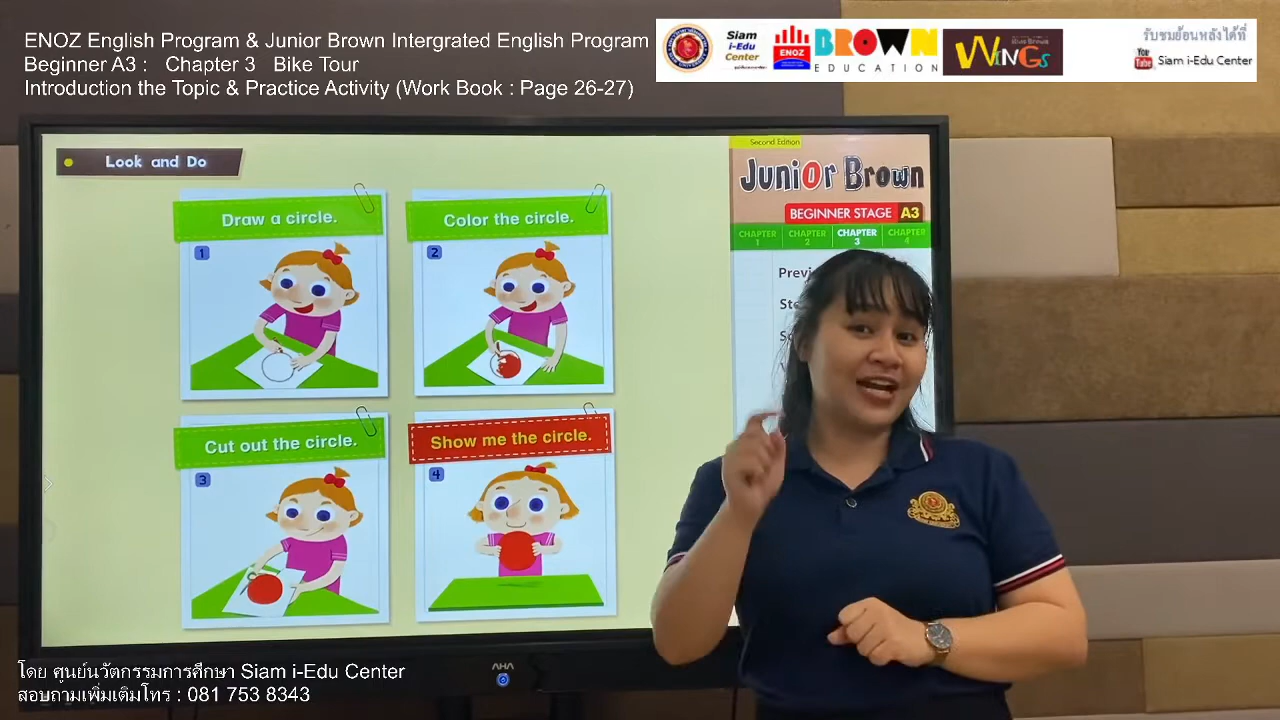 ENOZ English Program & Junior Brown Intergrated English Program
Beginner A3 : Chapter 3 Bike Tour
Introduction the Topic & Practice Activity (Work Book : Page 26-27)
Siam
i-Edu
Center
ENOZ
BROWN
EDUCATION
WiNGs
รับชมย้อนหลังได้ที่
You
Tube
Siam i-Edu Center
Look and Do
Draw a circle.
1
Color the circle.
2
Cut out the circle.
3
Show me the circle.
4
Second Edition
Junior Brown
BEGINNER STAGE A3
CHAPTER 1
CHAPTER 2
CHAPTER 3
CHAPTER 4
AHA
โดย ศูนย์นวัตกรรมการศึกษา Siam i-Edu Center
สอบถามเพิ่มเติมโทร : 081 753 8343